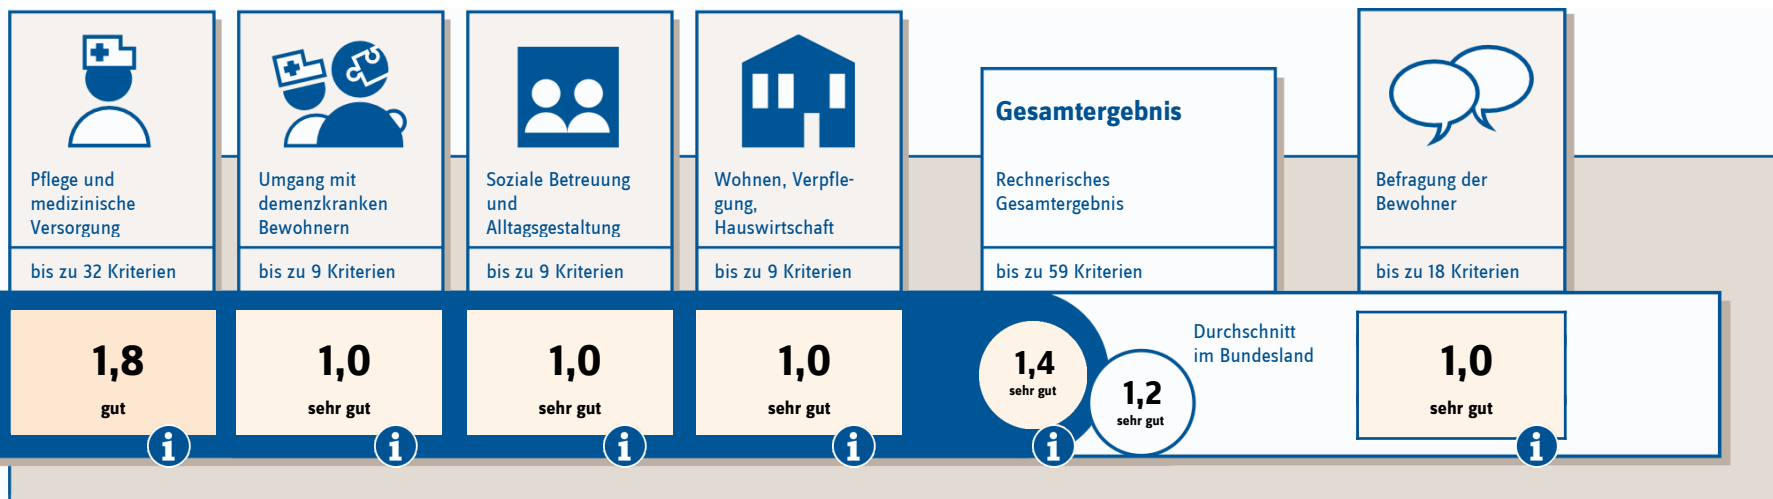 Pflege und
medizinische
Versorgung
bis zu 32 Kriterien
1,8
gut
Umgang mit
demenzkranken
Bewohnern
bis zu 9 Kriterien
1,0
sehr gut
Soziale Betreuung
und
Alltagsgestaltung
bis zu 9 Kriterien
1,0
sehr gut
Wohnen, Verpfle-
gung,
Hauswirtschaft
bis zu 9 Kriterien
1,0
sehr gut
Gesamtergebnis
Rechnerisches
Gesamtergebnis
bis zu 59 Kriterien
1,4
sehr gut
1,2
sehr gut
Durchschnitt
im Bundesland
Befragung der
Bewohner
bis zu 18 Kriterien
1,0
sehr gut